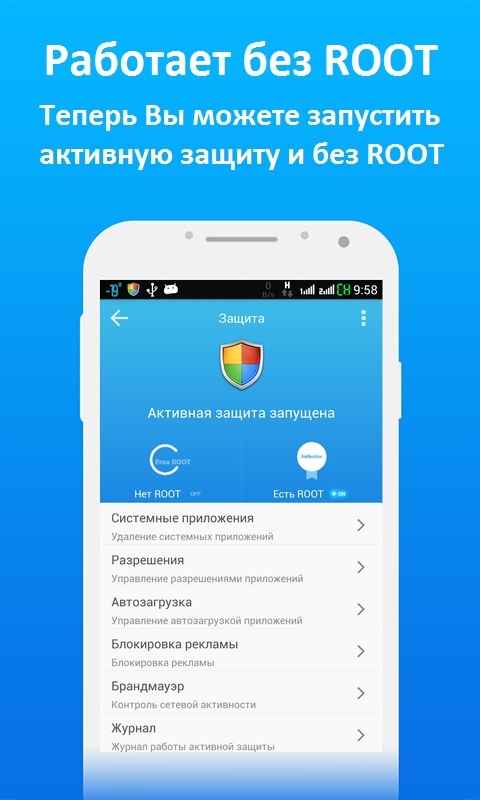 Работает без ROOT
Теперь Вы можете запустить
активную защиту и без ROOT
-19°
0
B/s
H
9:58
Защита
Активная защита запущена
Free ROOT
Authorize
Нет ROOT OFF
Есть ROOT ON
Системные приложения
Удаление системных приложений
Разрешения
Управление разрешениями приложений
Автозагрузка
Управление автозагрузкой приложений
Блокировка рекламы
Блокировка рекламы
Брандмауэр
Контроль сетевой активности
Журнал
Журнал работы активной защиты